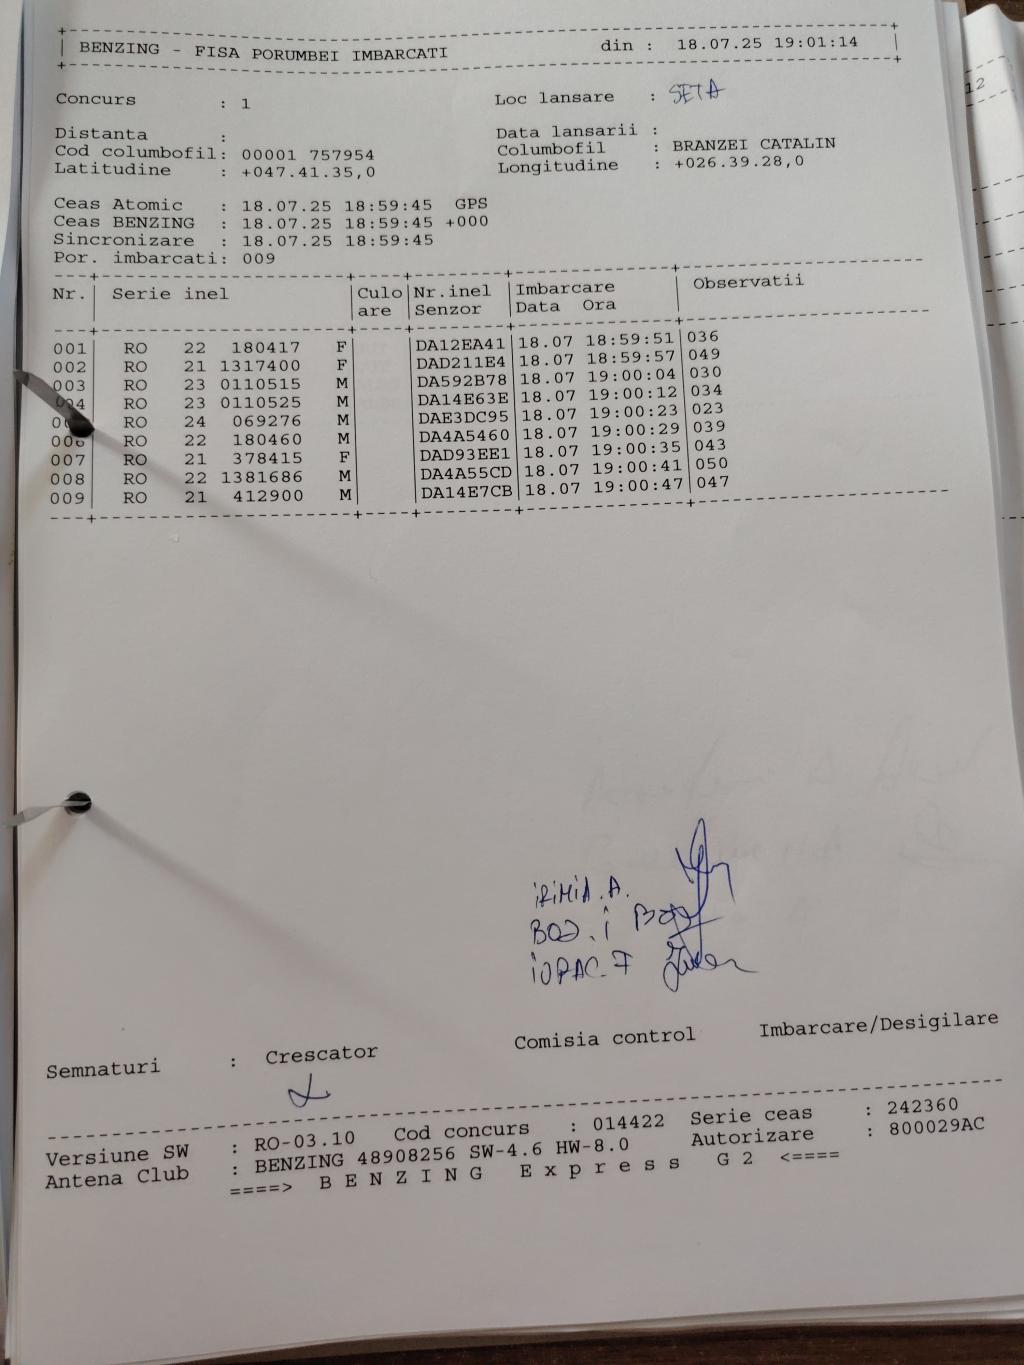 BENZING - FISA PORUMBEI IMBARCATI din : 18.07.25 19:01:14
Concurs : 1 Loc lansare : SETA
Distanta : Data lansarii :
Cod columbofil: 00001 757954 Columbofil : BRANZEI CATALIN
Latitudine : +047.41.35,0 Longitudine : +026.39.28,0
Ceas Atomic : 18.07.25 18:59:45 GPS
Ceas BENZING : 18.07.25 18:59:45 +000
Sincronizare : 18.07.25 18:59:45
Por. imbarcati: 009
Nr. Serie inel Culo Nr.inel Imbarcare Observatii
are Senzor Data Ora
001 RO 22 180417 F DA12EA41 18.07 18:59:51 036
002 RO 21 1317400 F DAD211E4 18.07 18:59:57 049
003 RO 23 0110515 M DA592B78 18.07 19:00:04 030
004 RO 23 0110525 M DA14E63E 18.07 19:00:12 034
RO 24 069276 M DAE3DC95 18.07 19:00:23 023
006 RO 22 180460 M DA4A5460 18.07 19:00:29 039
007 RO 21 378415 F DAD93EE1 18.07 19:00:35 043
008 RO 22 1381686 M DA4A55CD 18.07 19:00:41 050
009 RO 21 412900 M DA14E7CB 18.07 19:00:47 047
IRIMIA.A.
IOPAC.F
Semnaturi : Crescator Comisia control Imbarcare/Desigilare
Versiune SW : RO-03.10 Cod concurs : 014422 Serie ceas : 242360
Antena Club : BENZING 48908256 SW-4.6 HW-8.0 Autorizare : 800029AC
====> B E N Z I N G E x p r e s s G 2 <====
12